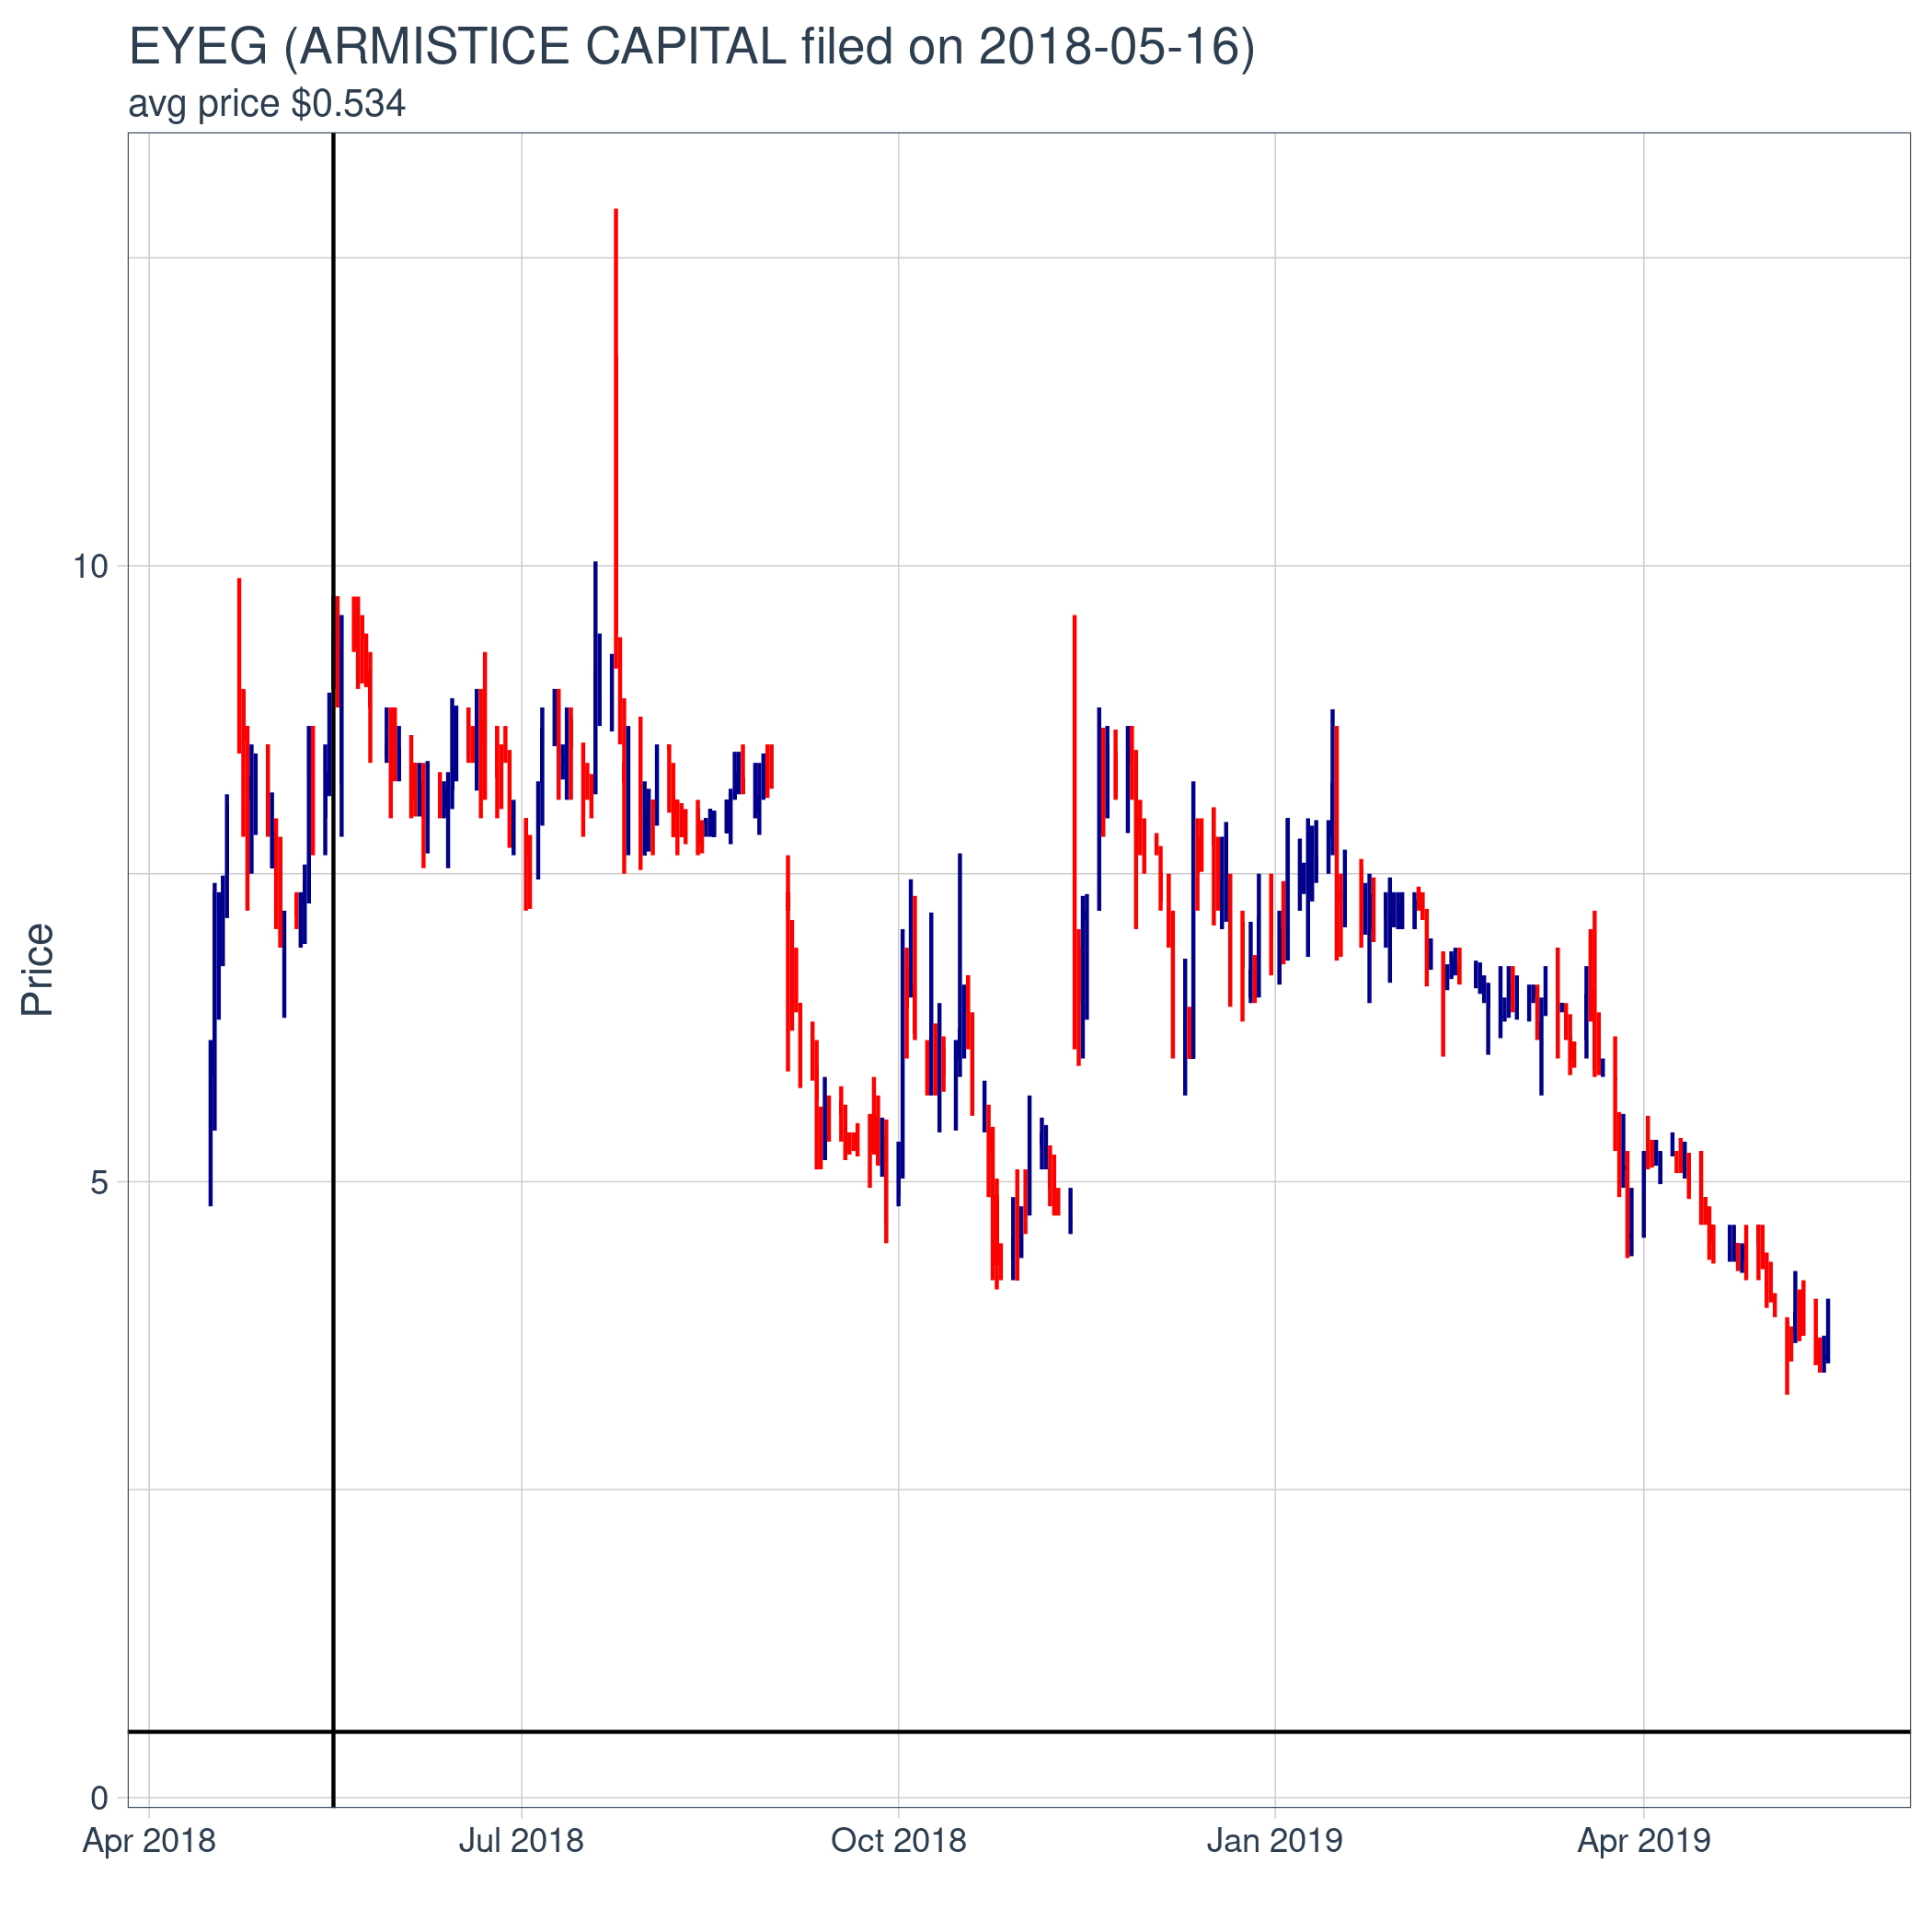 EYEG (ARMISTICE CAPITAL filed on 2018-05-16)
avg price $0.534
Price
10
5
0
Apr 2018 Jul 2018 Oct 2018 Jan 2019 Apr 2019